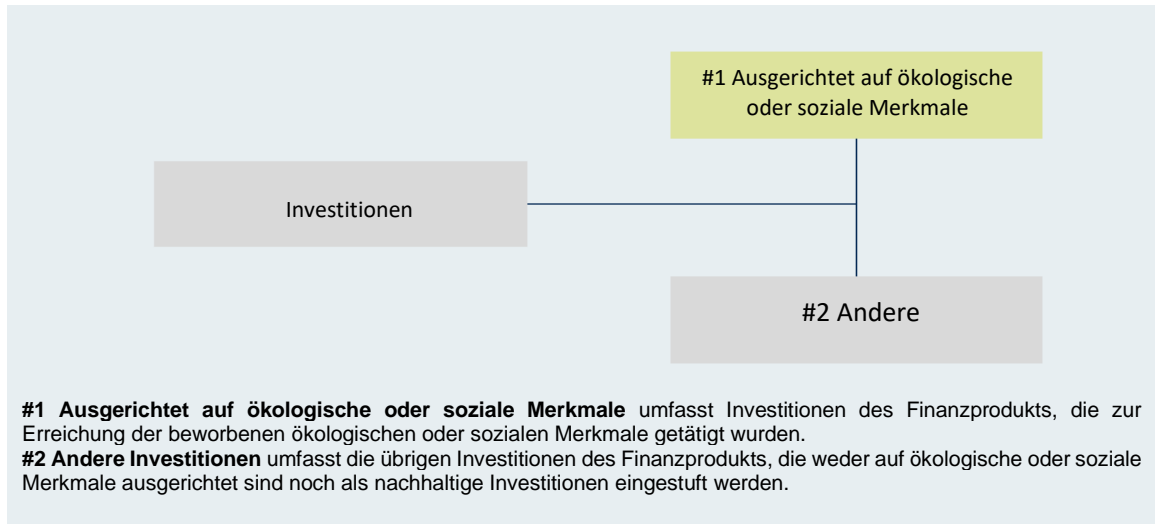 #1 Ausgerichtet auf ökologische
oder soziale Merkmale
Investitionen
#2 Andere
#1 Ausgerichtet auf ökologische oder soziale Merkmale umfasst Investitionen des Finanzprodukts, die zur
Erreichung der beworbenen ökologischen oder sozialen Merkmale getätigt wurden.
#2 Andere Investitionen umfasst die übrigen Investitionen des Finanzprodukts, die weder auf ökologische oder soziale
Merkmale ausgerichtet sind noch als nachhaltige Investitionen eingestuft werden.